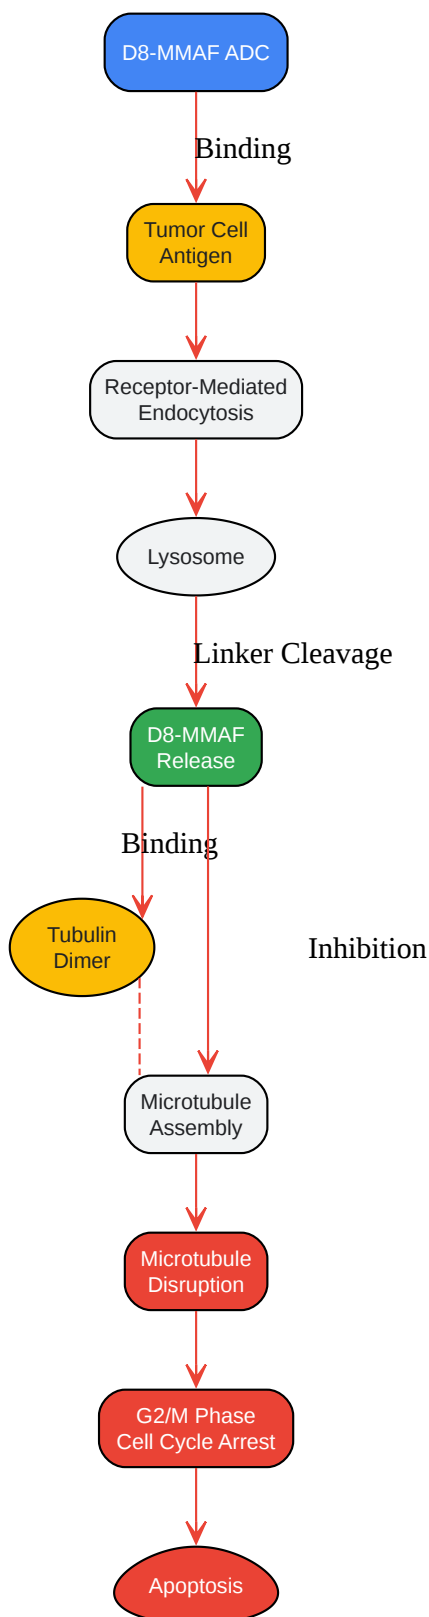 D8-MMAF ADC
Binding
Tumor Cell
Antigen
Receptor-Mediated
Endocytosis
Lysosome
Linker Cleavage
D8-MMAF
Release
Binding
Tubulin
Dimer
Inhibition
Microtubule
Assembly
Microtubule
Disruption
G2/M Phase
Cell Cycle Arrest
Apoptosis